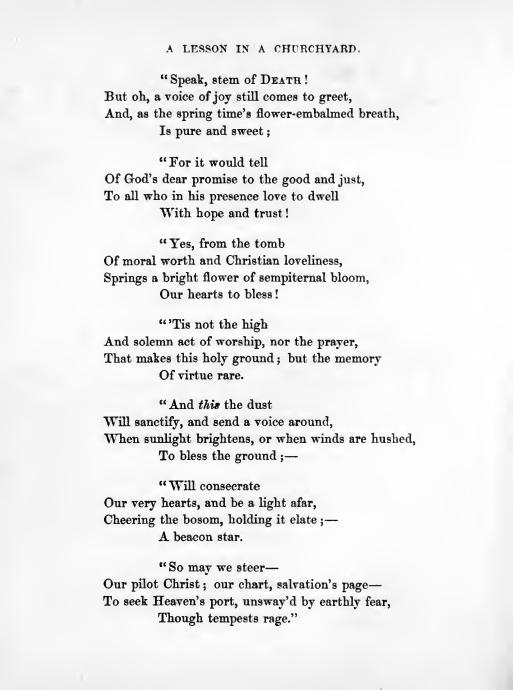 A LESSON IN A CHURCHYARD.
"Speak, stem of DEATH!
But oh, a voice of joy still comes to greet,
And, as the spring time's flower-embalmed breath,
Is pure and sweet;
"For it would tell
Of God's dear promise to the good and just,
To all who in his presence love to dwell
With hope and trust!
"Yes, from the tomb
Of moral worth and Christian loveliness,
Springs a bright flower of sempiternal bloom,
Our hearts to bless!
"'Tis not the high
And solemn act of worship, nor the prayer,
That makes this holy ground; but the memory
Of virtue rare.
"And this the dust
Will sanctify, and send a voice around,
When sunlight brightens, or when winds are hushed,
To bless the ground;—
"Will consecrate
Our very hearts, and be a light afar,
Cheering the bosom, holding it elate;—
A beacon star.
"So may we steer—
Our pilot Christ; our chart, salvation's page—
To seek Heaven's port, unsway'd by earthly fear,
Though tempests rage."